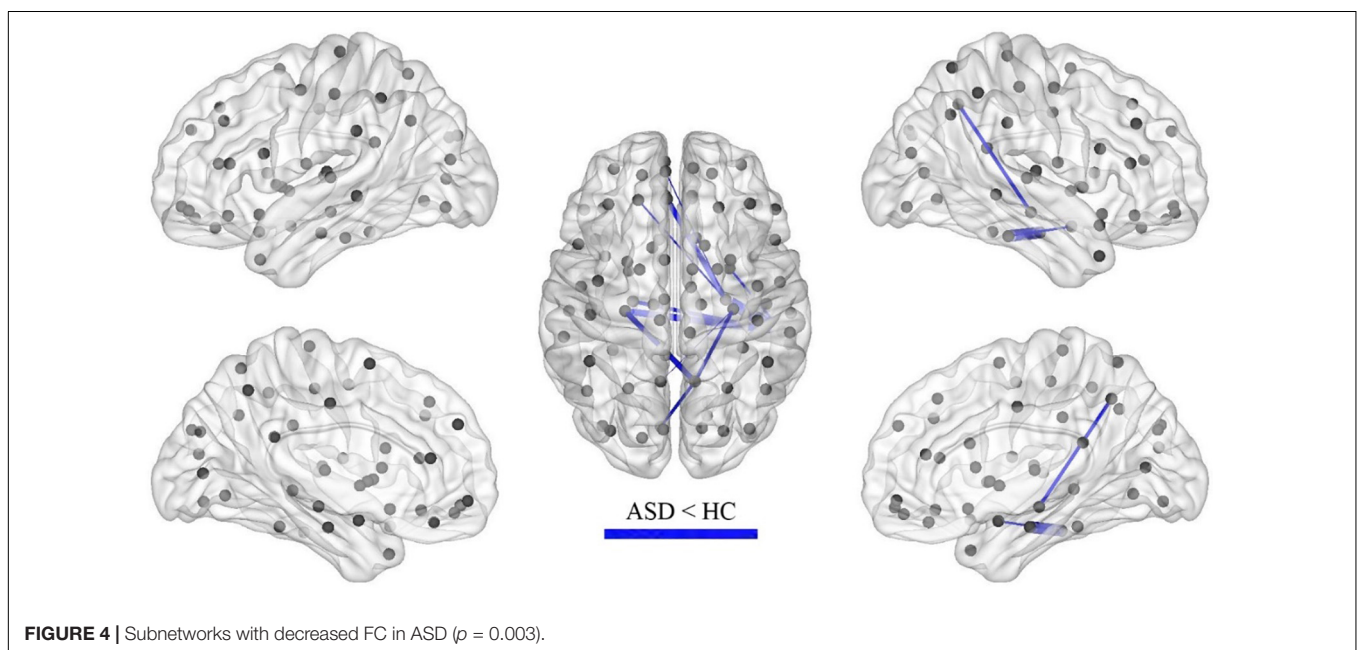 ASD < HC
FIGURE 4 | Subnetworks with decreased FC in ASD (p = 0.003).